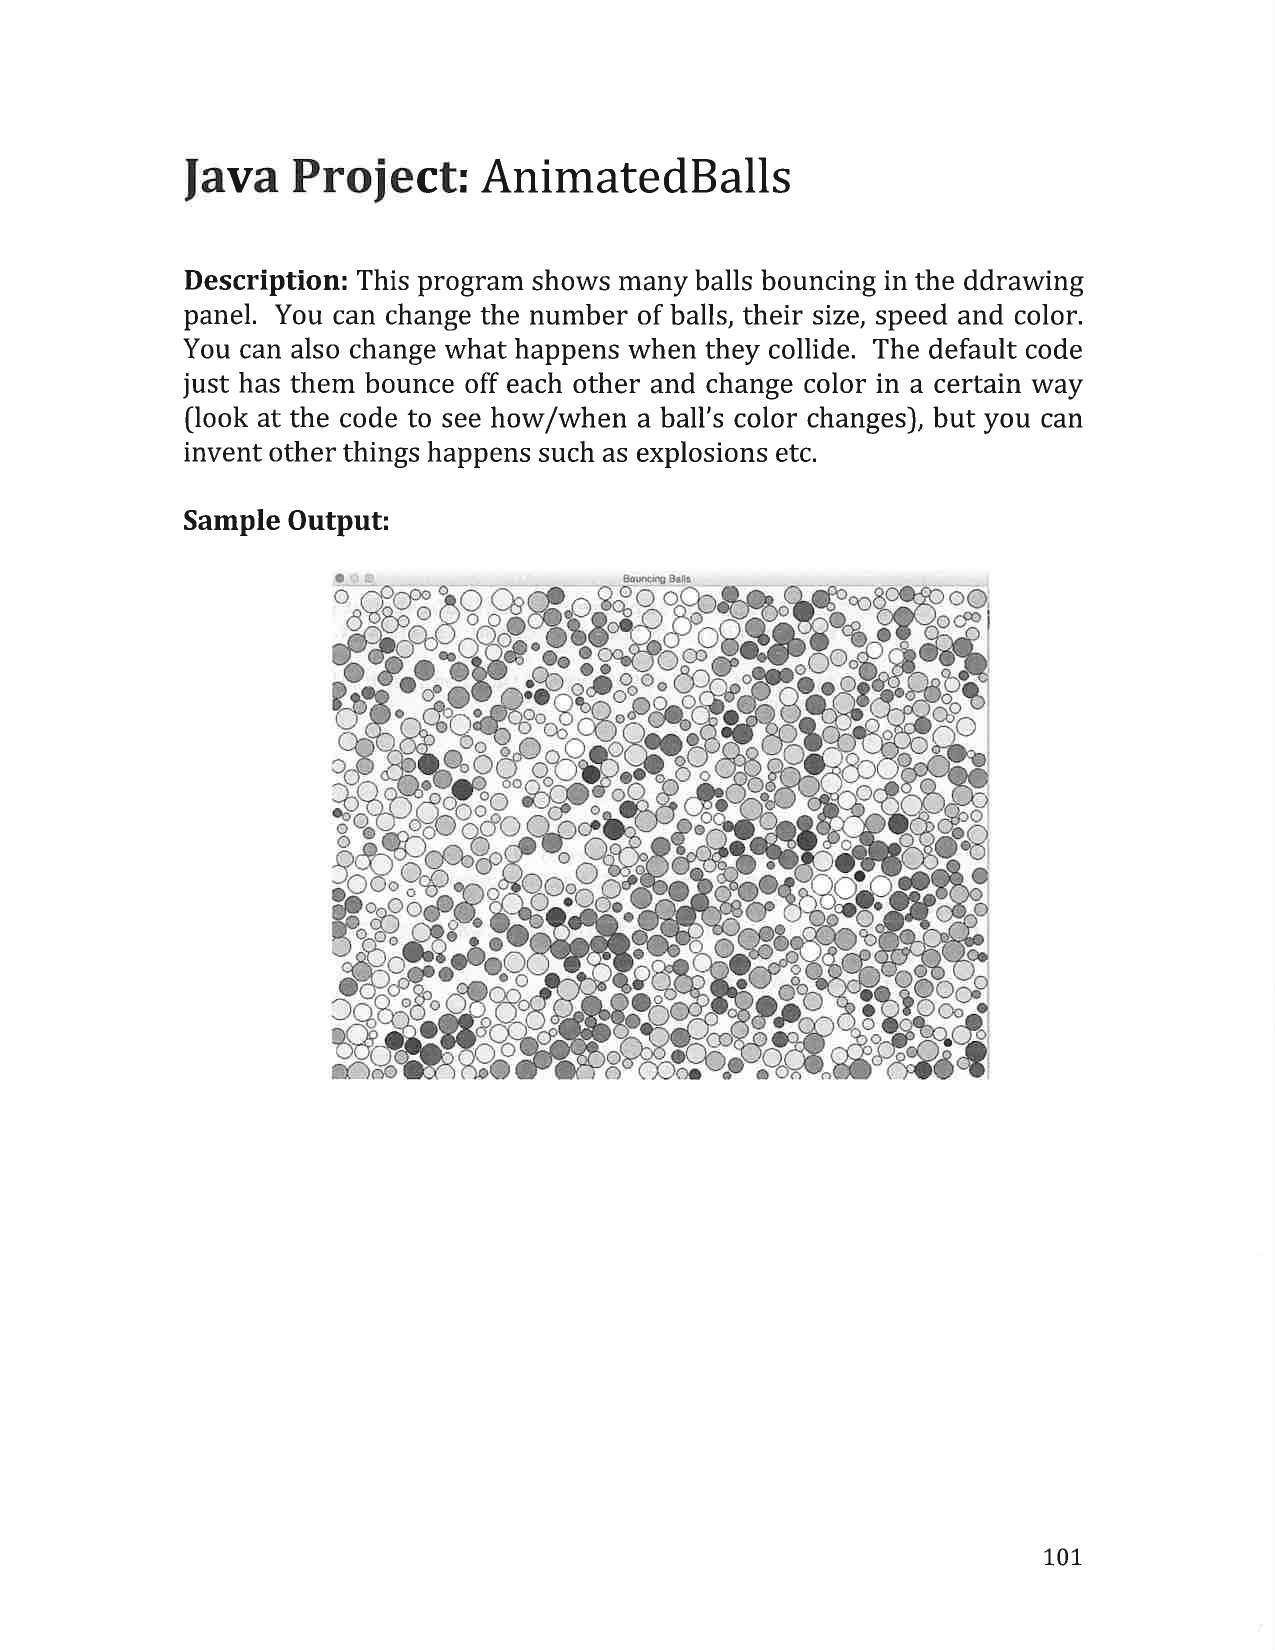 Java Project: AnimatedBalls
Description: This program shows many balls bouncing in the ddrawing
panel. You can change the number of balls, their size, speed and color.
You can also change what happens when they collide. The default code
just has them bounce off each other and change color in a certain way
(look at the code to see how/when a ball's color changes), but you can
invent other things happens such as explosions etc.
Sample Output:
Bouncing Balls
101